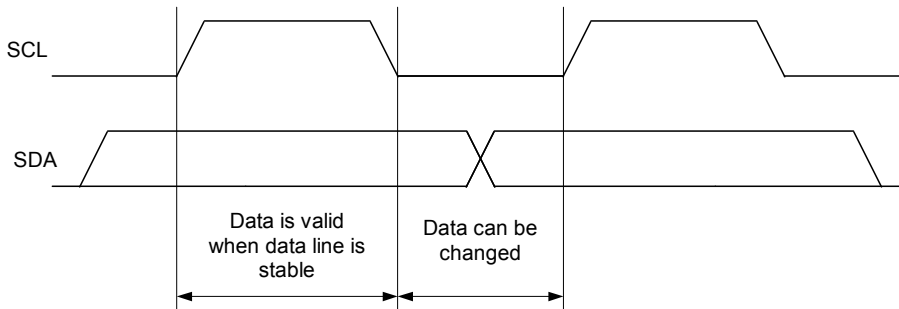 SCL
SDA
Data is valid
when data line is
stable
Data can be
changed